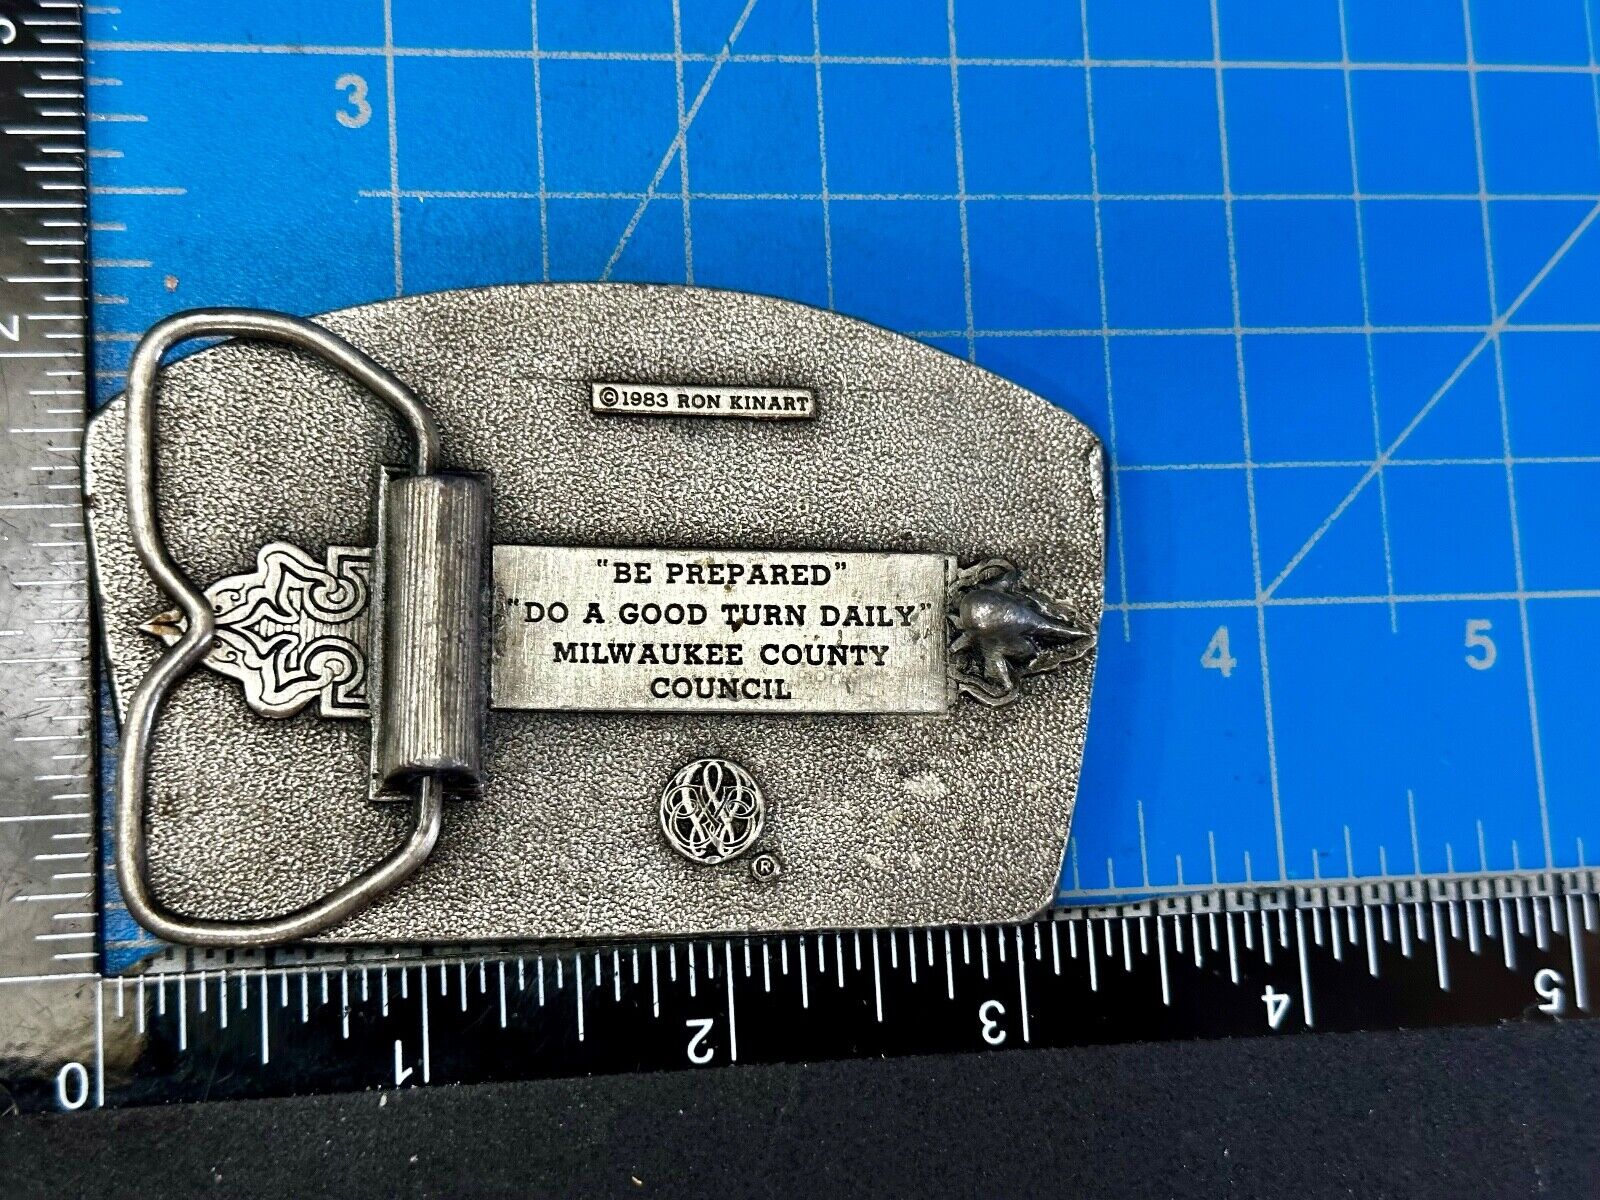 3
2
©1983 RON KINART
"BE PREPARED"
"DO A GOOD TURN DAILY"
MILWAUKEE COUNTY
COUNCIL
®
4
5
0
1
2
3
4
5